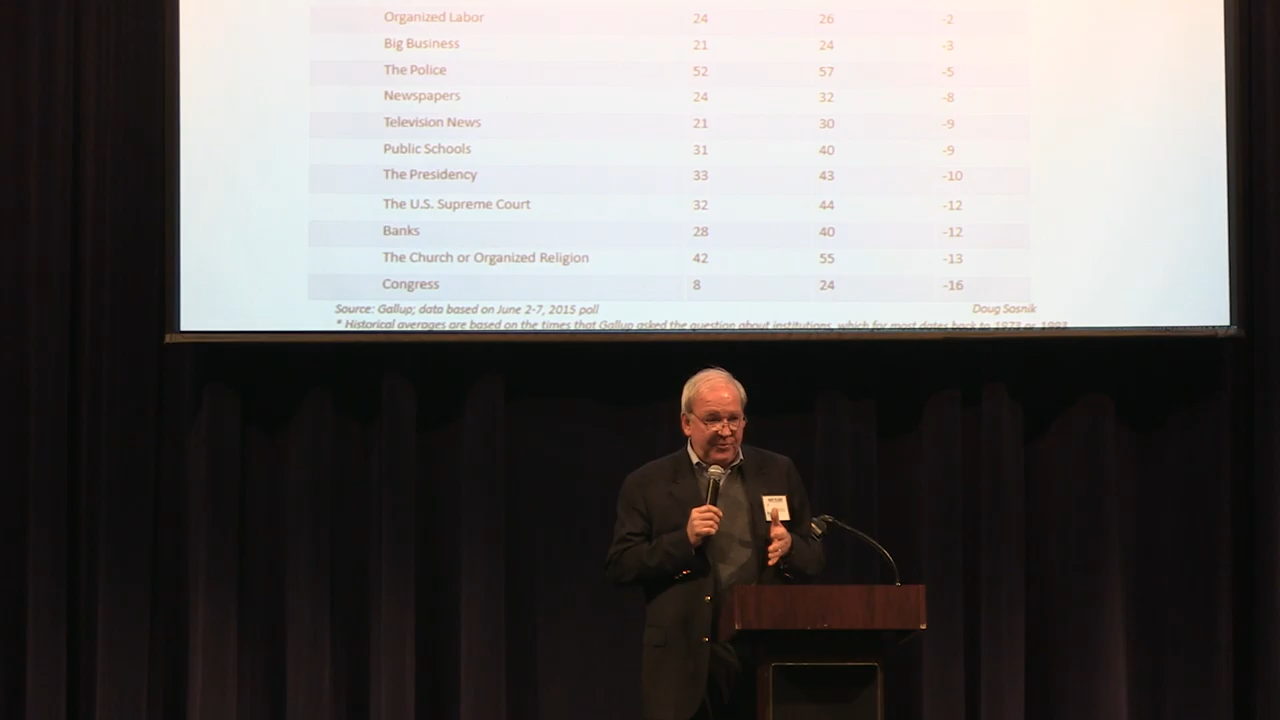 Organized Labor 24 26 -2
Big Business 21 24 -3
The Police 52 57 -5
Newspapers 24 32 -8
Television News 21 30 -9
Public Schools 31 40 -9
The Presidency 33 43 -10
The U.S. Supreme Court 32 44 -12
Banks 28 40 -12
The Church or Organized Religion 42 55 -13
Congress 8 24 -16
Source: Gallup; data based on June 2-7, 2015 poll Doug Sosnik
* Historical averages are based on the times that Gallup asked the question about institutions, which for most dates back to 1973 or 1993